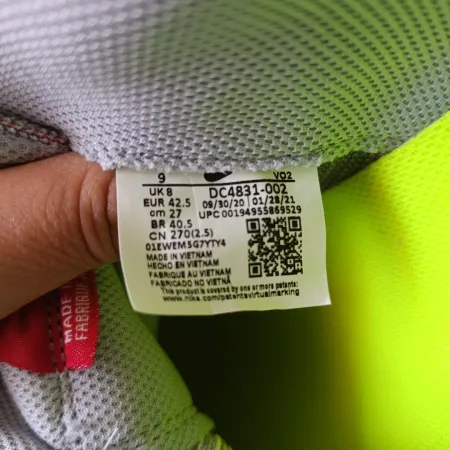 9 VO2
UK 8 DC4831-002
EUR 42.5 09/30/20 01/28/21
cm 27 UPC 00194955869529
BR 40.5
CN 270(2.5)
01EWEM5G7YTY4
MADE IN VIETNAM
HECHO EN VIETNAM
FABRIQUE AU VIETNAM
FABRICADO NO VIETNÃ
This product is covered by one or more patents:
www.nike.com/patentsvirtualmarking
MADE
FABRIQU